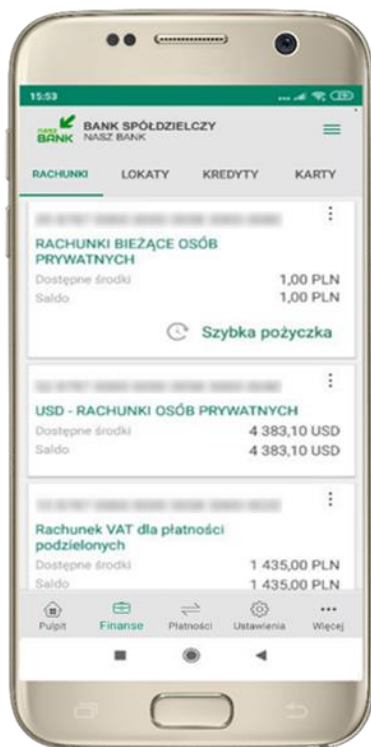 15:53
nasz BANK
BANK SPÓŁDZIELCZY
NASZ BANK
RACHUNKI LOKATY KREDYTY KARTY
RACHUNKI BIEŻĄCE OSÓB
PRYWATNYCH
Dostępne środki 1,00 PLN
Saldo 1,00 PLN
Szybka pożyczka
USD - RACHUNKI OSÓB PRYWATNYCH
Dostępne środki 4 383,10 USD
Saldo 4 383,10 USD
Rachunek VAT dla płatności
podzielonych
Dostępne środki 1 435,00 PLN
Saldo 1 435,00 PLN
Pulpit Finanse Płatności Ustawienia Więcej